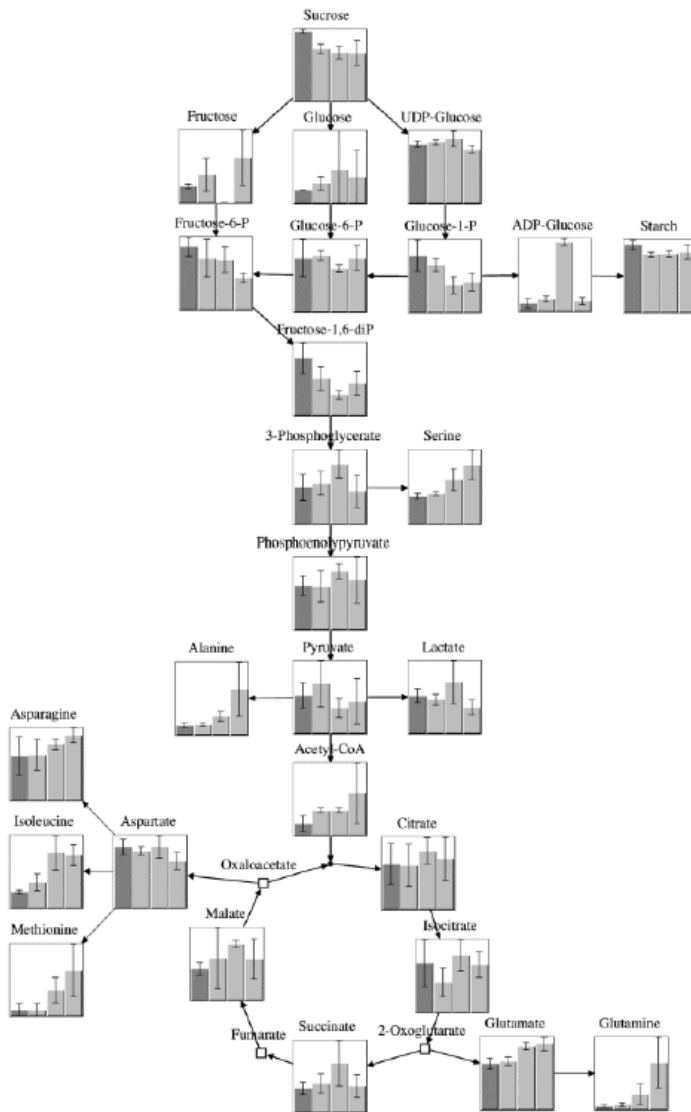 Sucrose
Fructose
Glucose
UDP-Glucose
Fructose-6-P
Glucose-6-P
Glucose-1-P
ADP-Glucose
Starch
Fructose-1,6-diP
3-Phosphoglycerate
Serine
Phosphoenolpyruvate
Alanine
Pyruvate
Lactate
Asparagine
Acetyl-CoA
Isoleucine
Aspartate
Citrate
Oxaloacetate
Methionine
Malate
Isocitrate
Fumarate
Succinate
2-Oxoglutarate
Glutamate
Glutamine